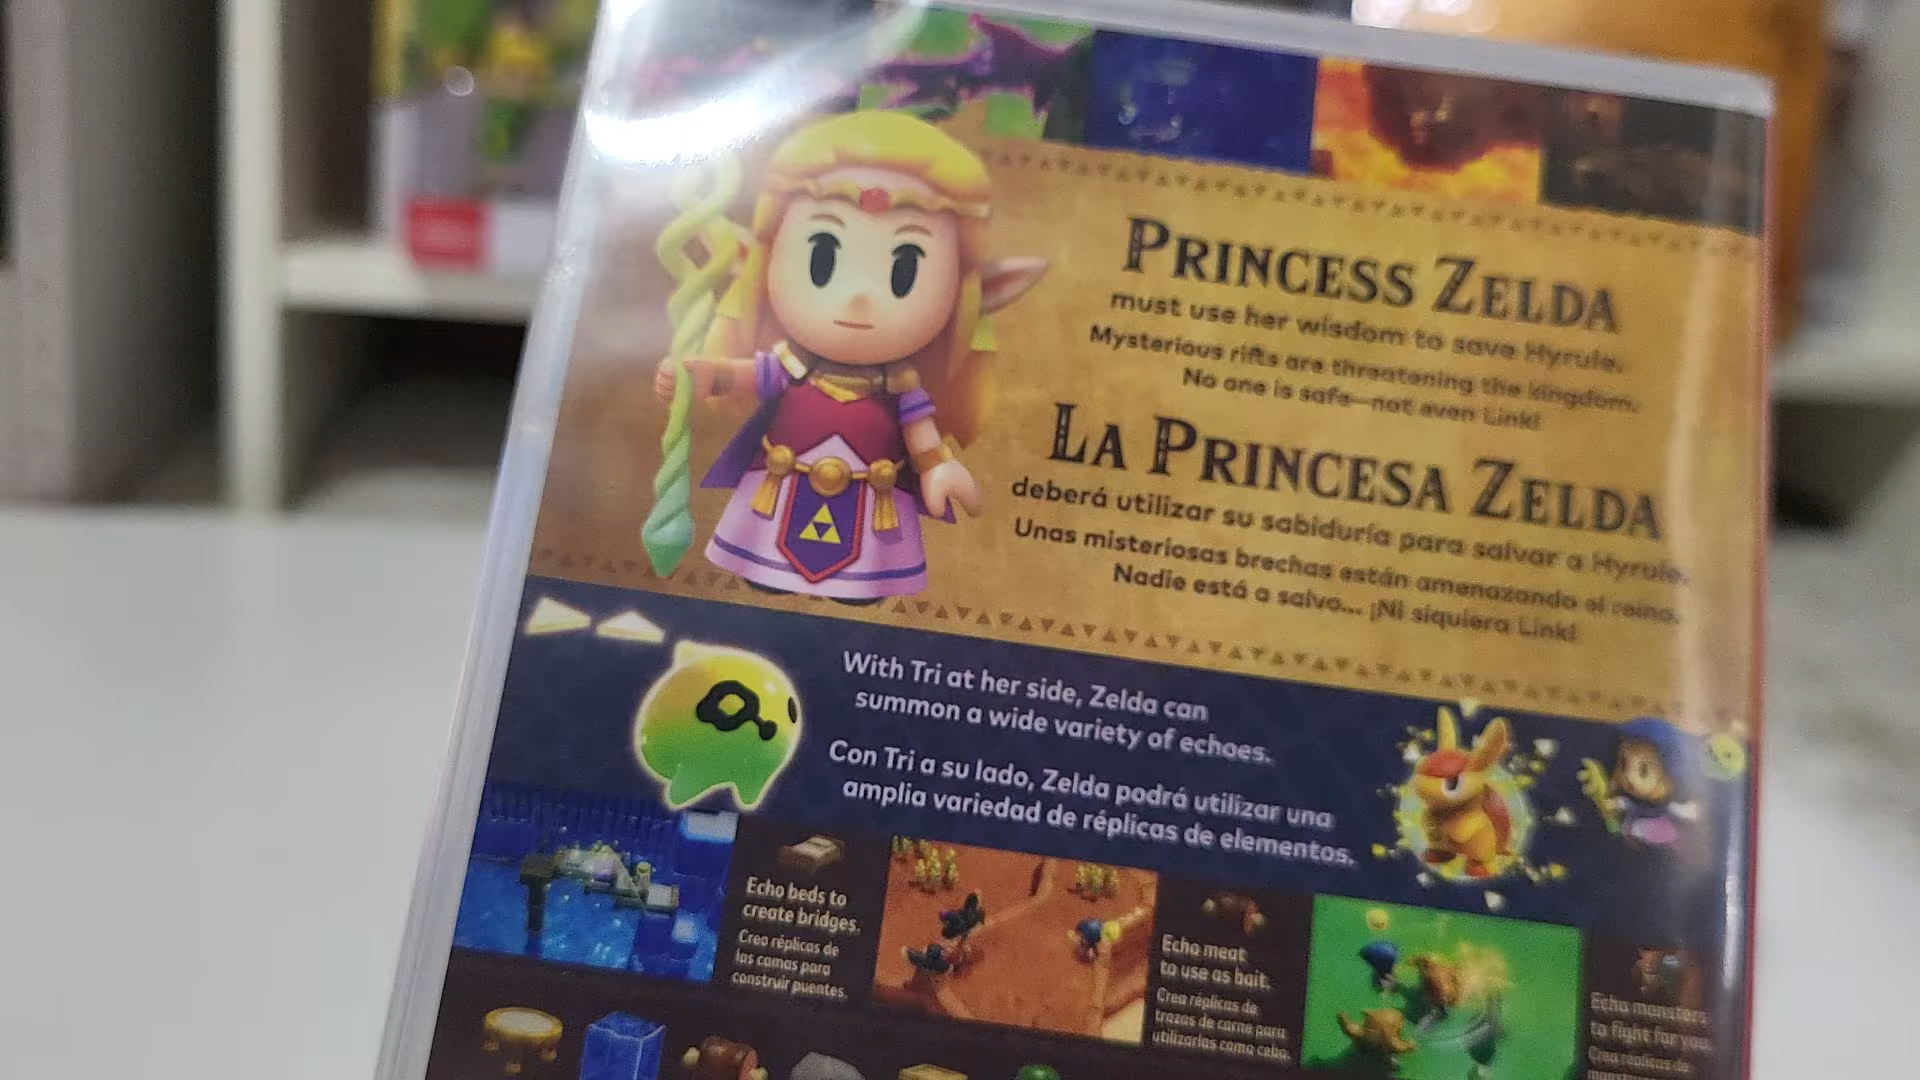 PRINCESS ZELDA
must use her wisdom to save Hyrule.
Mysterious rifts are threatening the kingdom.
No one is safe—not even Link!
LA PRINCESA ZELDA
deberá utilizar su sabiduría para salvar a Hyrule.
Unas misteriosas brechas están amenazando el reino.
Nadie está a salvo... ¡Ni siquiera Link!
With Tri at her side, Zelda can
summon a wide variety of echoes.
Con Tri a su lado, Zelda podrá utilizar una
amplia variedad de réplicas de elementos.
Echo beds to
create bridges.
Crea réplicas de
las camas para
construir puentes.
Echo meat
to use as bait.
Crea réplicas de
trozos de carne para
utilizarlas como cebo.
Echo monsters
to fight for you.
Crea réplicas de